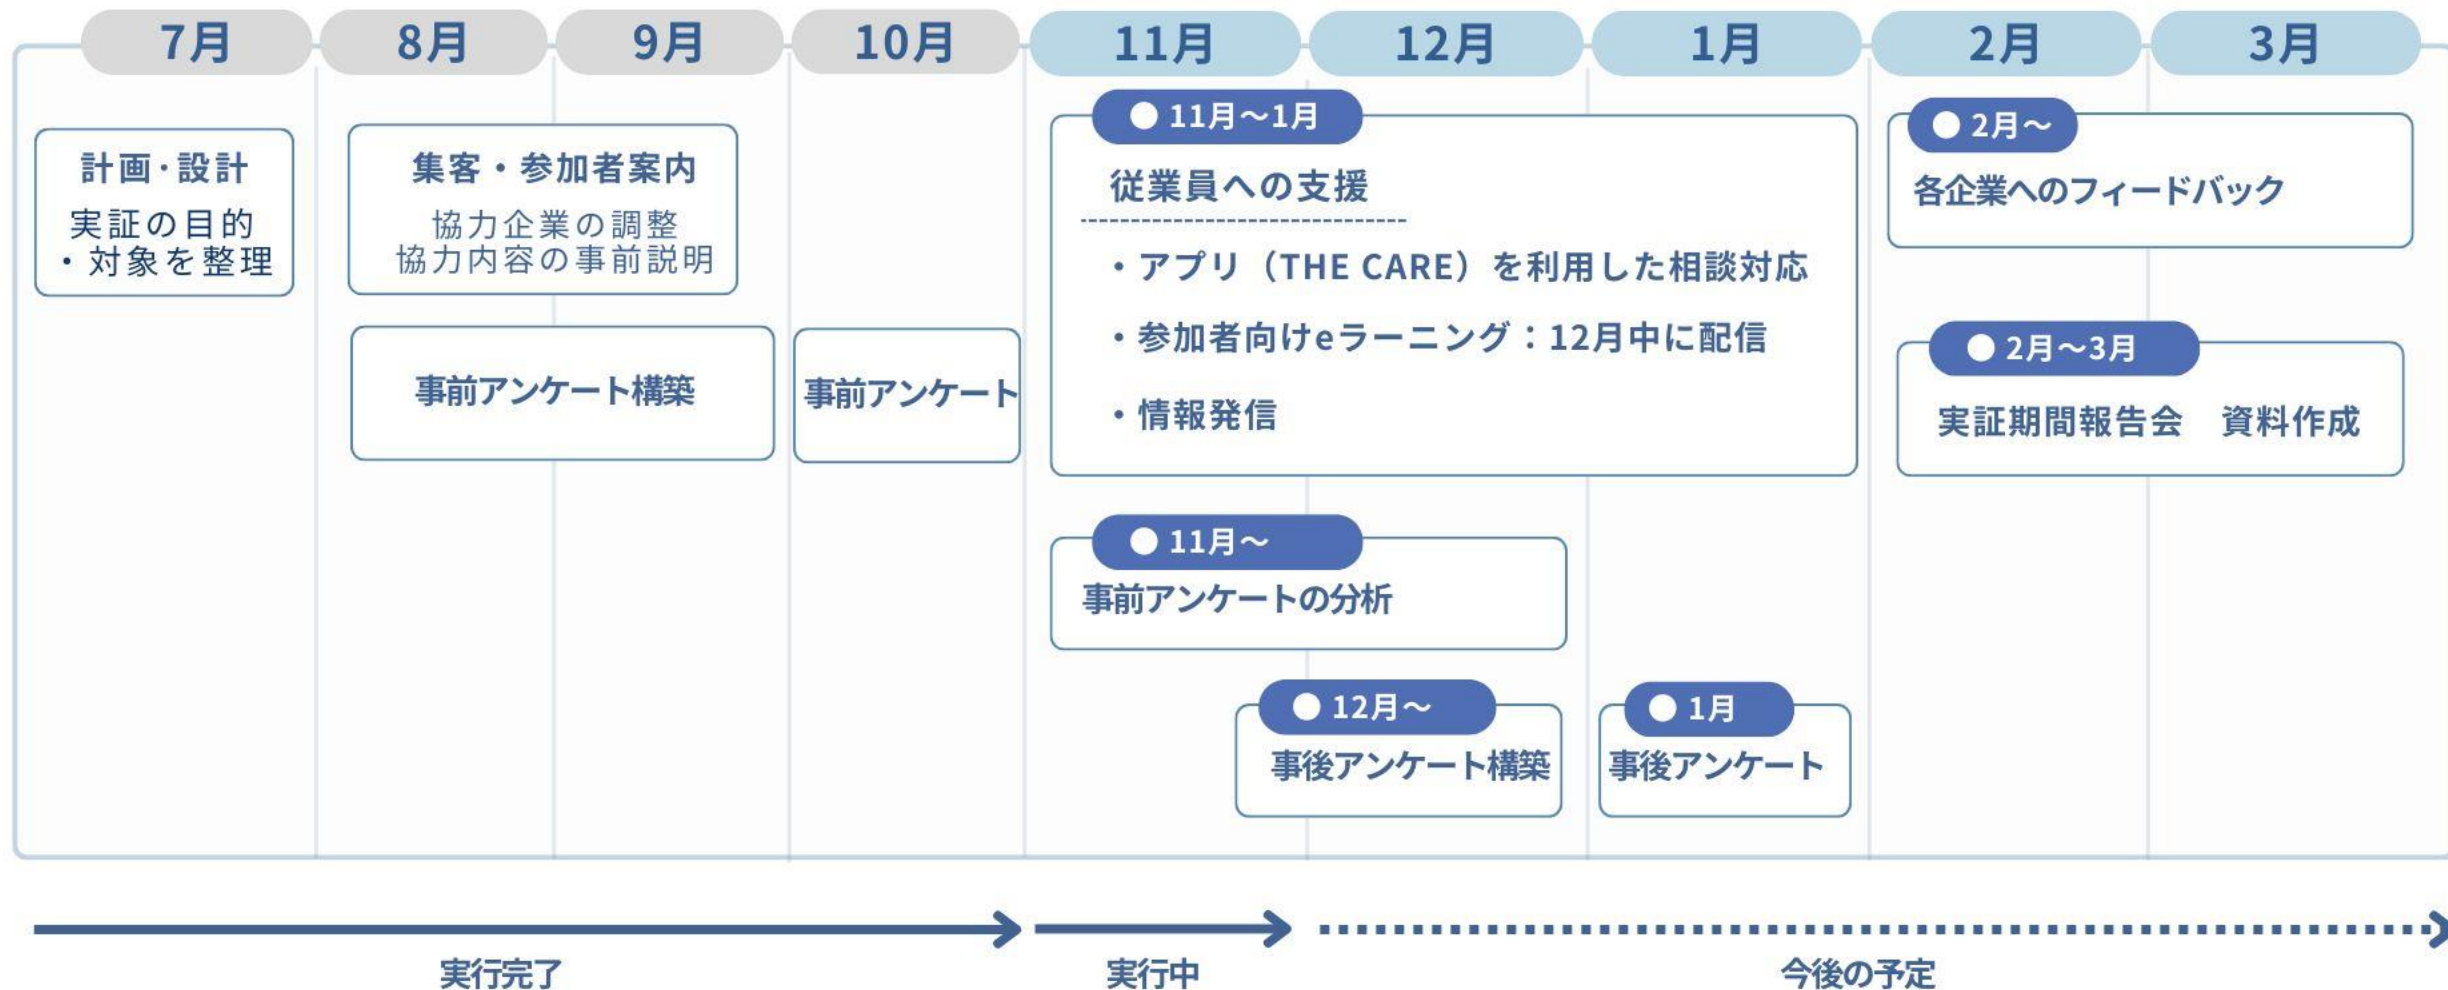 7月
8月
9月
10月
11月
12月
1月
2月
3月
計画·設計
実証の目的
・対象を整理
集客・参加者案内
協力企業の調整
協力内容の事前説明
事前アンケート構築
事前アンケート
● 11月～1月
従業員への支援
・アプリ（THE CARE）を利用した相談対応
・参加者向けeラーニング：12月中に配信
・情報発信
● 11月～
事前アンケートの分析
● 12月～
事後アンケート構築
● 1月
事後アンケート
● 2月～
各企業へのフィードバック
● 2月～3月
実証期間報告会　資料作成
実行完了
実行中
今後の予定